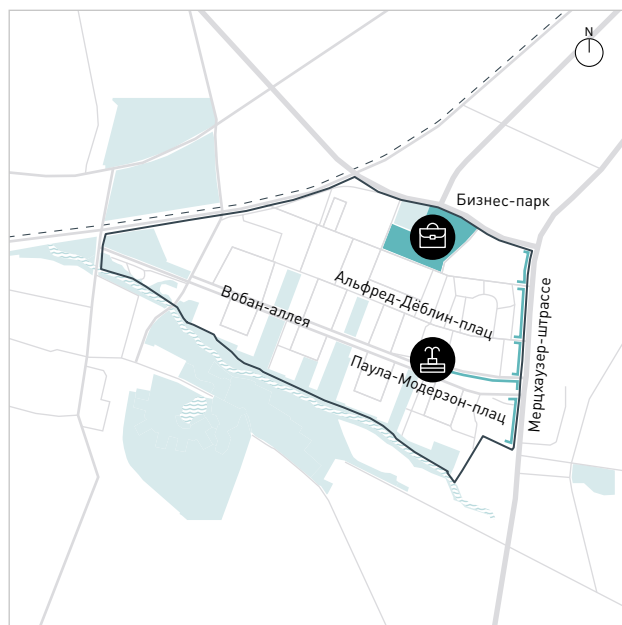 N
Бизнес-парк
Альфред-Дёблин-плац
Вобан-аллея
Мерцхаузер-штрассе
Паула-Модерзон-плац